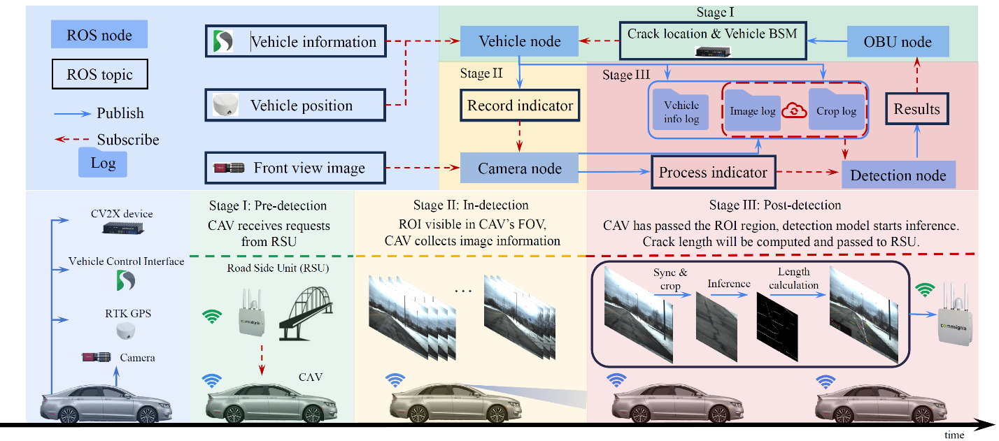 ROS node
ROS topic
Publish
Subscribe
Log
Vehicle information
Vehicle position
Front view image
Stage I
Vehicle node
Crack location & Vehicle BSM
OBU node
Stage II
Record indicator
Camera node
Stage III
Vehicle
info log
Image log
Crop log
Results
Process indicator
Detection node
CV2X device
Vehicle Control Interface
RTK GPS
Camera
Stage I: Pre-detection
CAV receives requests
from RSU
Road Side Unit (RSU)
commsignia
CAV
Stage II: In-detection
ROI visible in CAV's FOV,
CAV collects image information
...
Stage III: Post-detection
CAV has passed the ROI region, detection model starts inference.
Crack length will be computed and passed to RSU.
Sync &
crop
Inference
Length
calculation
commsignia
time